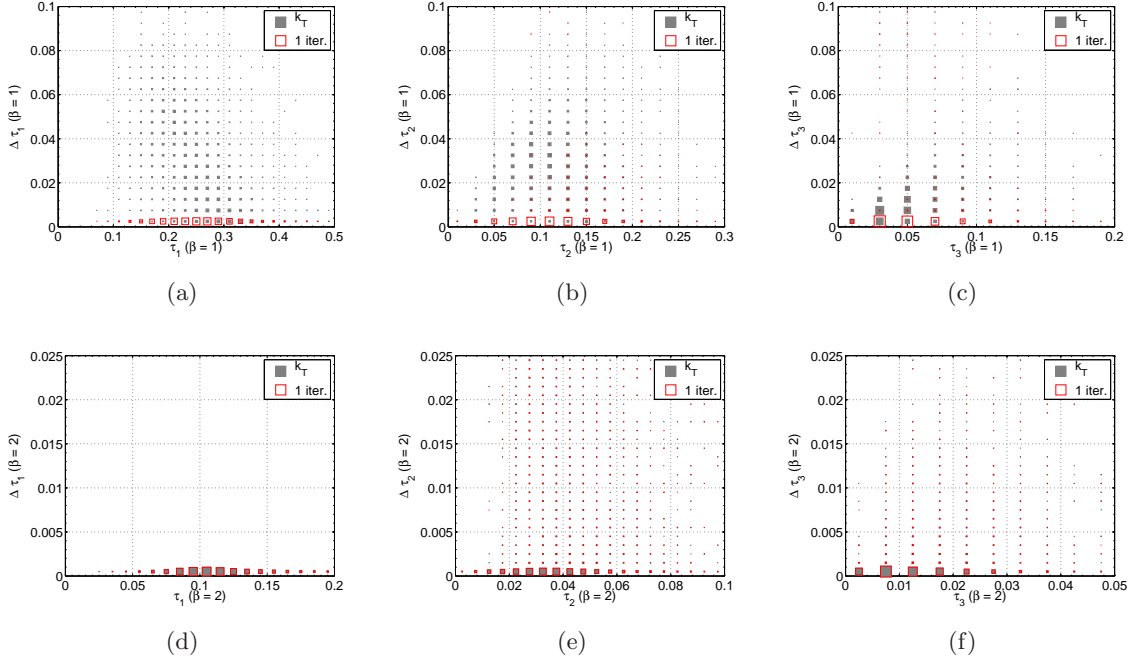 0.1
0.08
0.06
0.04
0.02
0
0 0.1 0.2 0.3 0.4 0.5
Δ τ1 (β = 1)
τ1 (β = 1)
kT
1 iter.
(a)
0.1
0.08
0.06
0.04
0.02
0
0 0.05 0.1 0.15 0.2 0.25 0.3
Δ τ2 (β = 1)
τ2 (β = 1)
kT
1 iter.
(b)
0.1
0.08
0.06
0.04
0.02
0
0 0.05 0.1 0.15 0.2
Δ τ3 (β = 1)
τ3 (β = 1)
kT
1 iter.
(c)
0.025
0.02
0.015
0.01
0.005
0
0 0.05 0.1 0.15 0.2
Δ τ1 (β = 2)
τ1 (β = 2)
kT
1 iter.
(d)
0.025
0.02
0.015
0.01
0.005
0
0 0.02 0.04 0.06 0.08 0.1
Δ τ2 (β = 2)
τ2 (β = 2)
kT
1 iter.
(e)
0.025
0.02
0.015
0.01
0.005
0
0 0.01 0.02 0.03 0.04 0.05
Δ τ3 (β = 2)
τ3 (β = 2)
kT
1 iter.
(f)